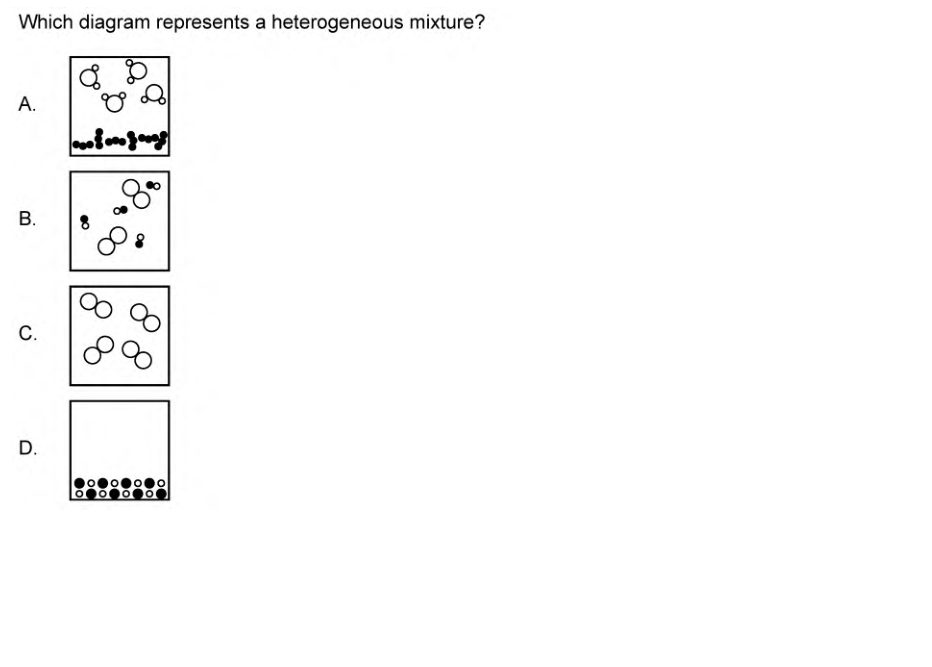 Which diagram represents a heterogeneous mixture?
A.
B.
C.
D.